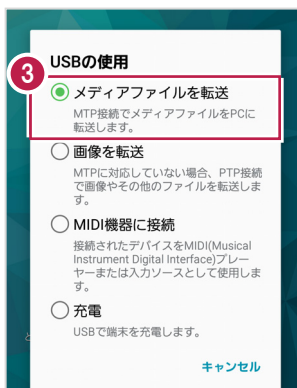 USBの使用
3
メディアファイルを転送
MTP接続でメディアファイルをPCに
転送します。
画像を転送
MTPに対応していない場合、PTP接続
で画像やその他のファイルを転送しま
す。
MIDI機器に接続
接続されたデバイスをMIDI(Musical
Instrument Digital Interface)プレー
ヤーまたは入力ソースとして使用しま
す。
充電
USBで端末を充電します。
と
キャンセル